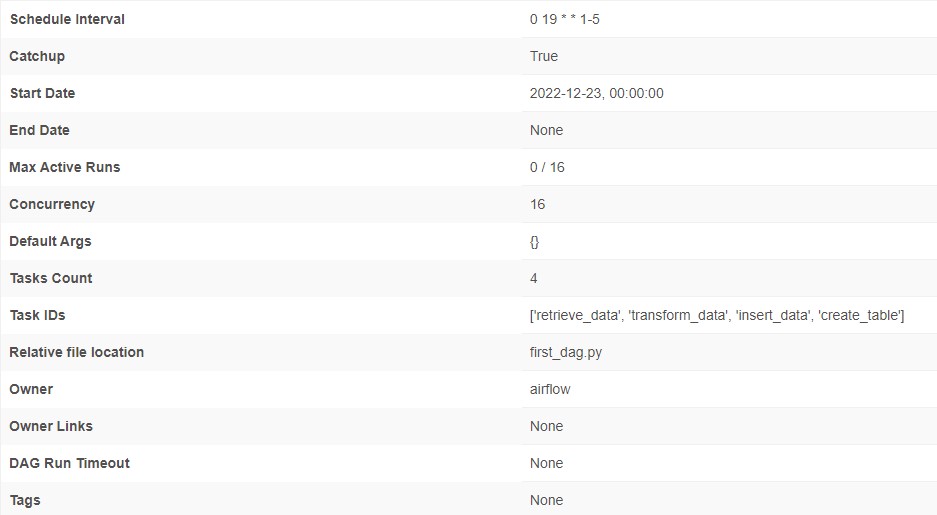 Schedule Interval 0 19 * * 1-5
Catchup True
Start Date 2022-12-23, 00:00:00
End Date None
Max Active Runs 0 / 16
Concurrency 16
Default Args {}
Tasks Count 4
Task IDs ['retrieve_data', 'transform_data', 'insert_data', 'create_table']
Relative file location first_dag.py
Owner airflow
Owner Links None
DAG Run Timeout None
Tags None